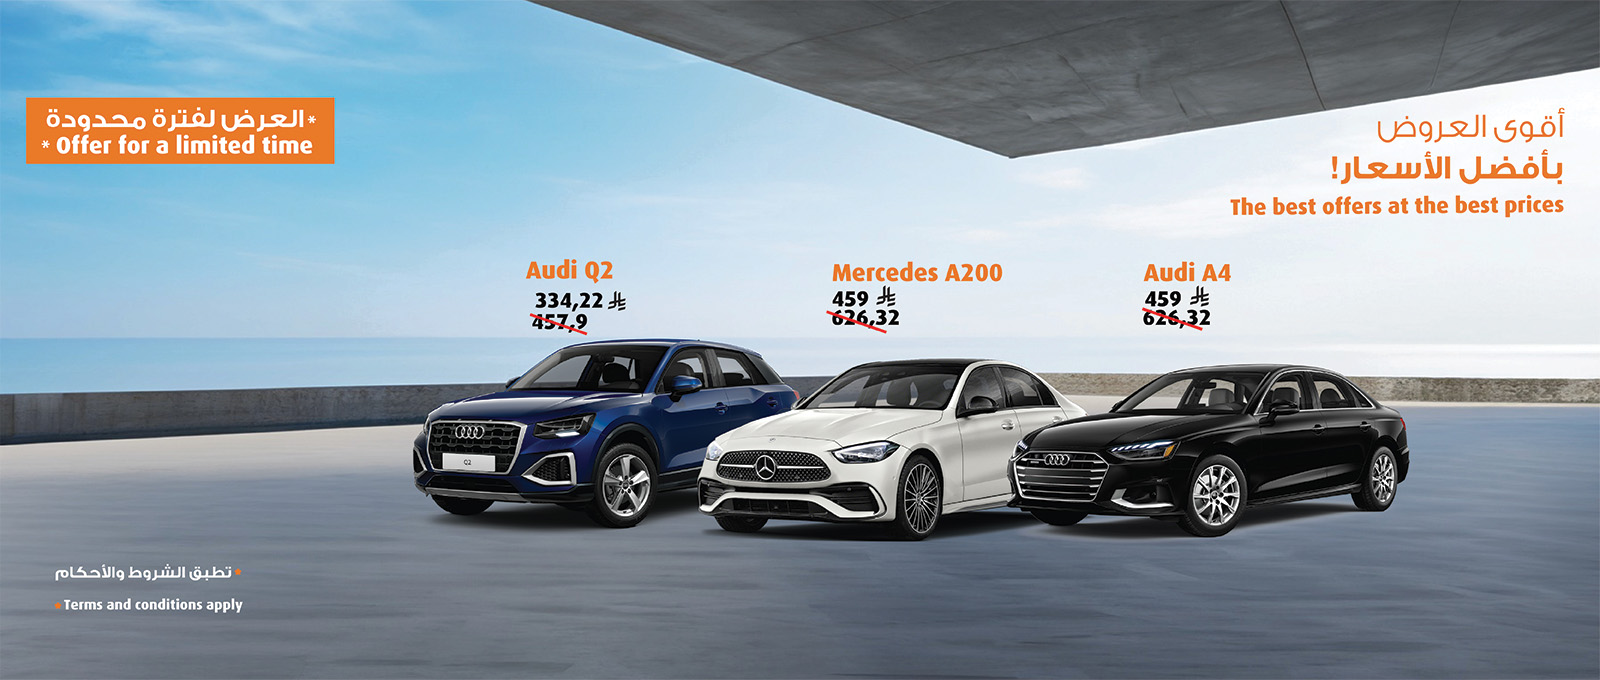 *العرض لفترة محدودة
* Offer for a limited time
أقوى العروض
بأفضل الأسعار!
The best offers at the best prices
Audi Q2
334,22
457,9
Mercedes A200
459
626,32
Audi A4
459
626,32
Q2
* تطبق الشروط والأحكام
* Terms and conditions apply